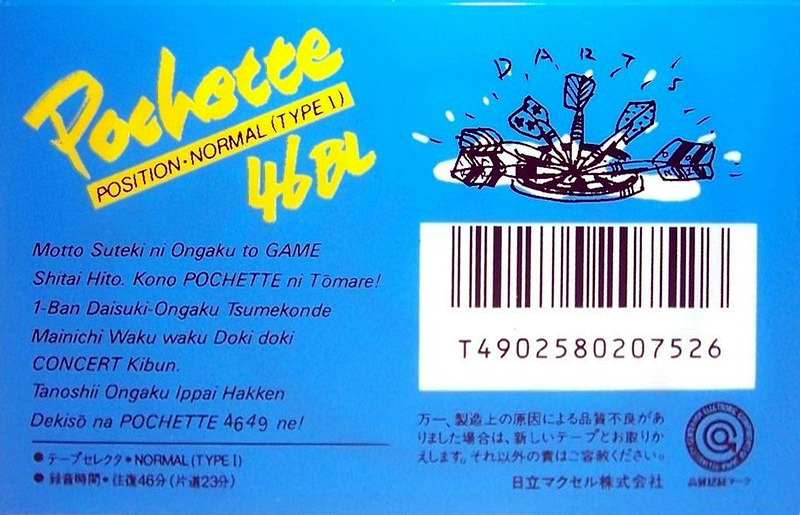 Pochette
POSITION・NORMAL (TYPE I)
46BL
DARTS
Motto Suteki ni Ongaku to GAME
Shitai Hito. Kono POCHETTE ni Tōmare!
1-Ban Daisuki-Ongaku Tsumekonde
Mainichi Waku waku Doki doki
CONCERT Kibun.
Tanoshii Ongaku Ippai Hakken
Dekisō na POCHETTE 4649 ne!
●テープセレクタ●NORMAL(TYPE I)
●録音時間●往復46分(片道23分)
T4902580207526
万一、製造上の原因による品質不良があ
りました場合は、新しいテープとお取りか
えします。それ以外の責はご容赦ください。
日立マクセル株式会社
品質認証マーク